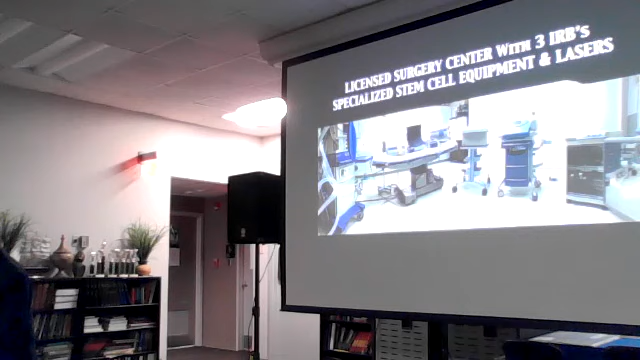 LICENSED SURGERY CENTER WITH 3 IRB'S
SPECIALIZED STEM CELL EQUIPMENT & LASERS